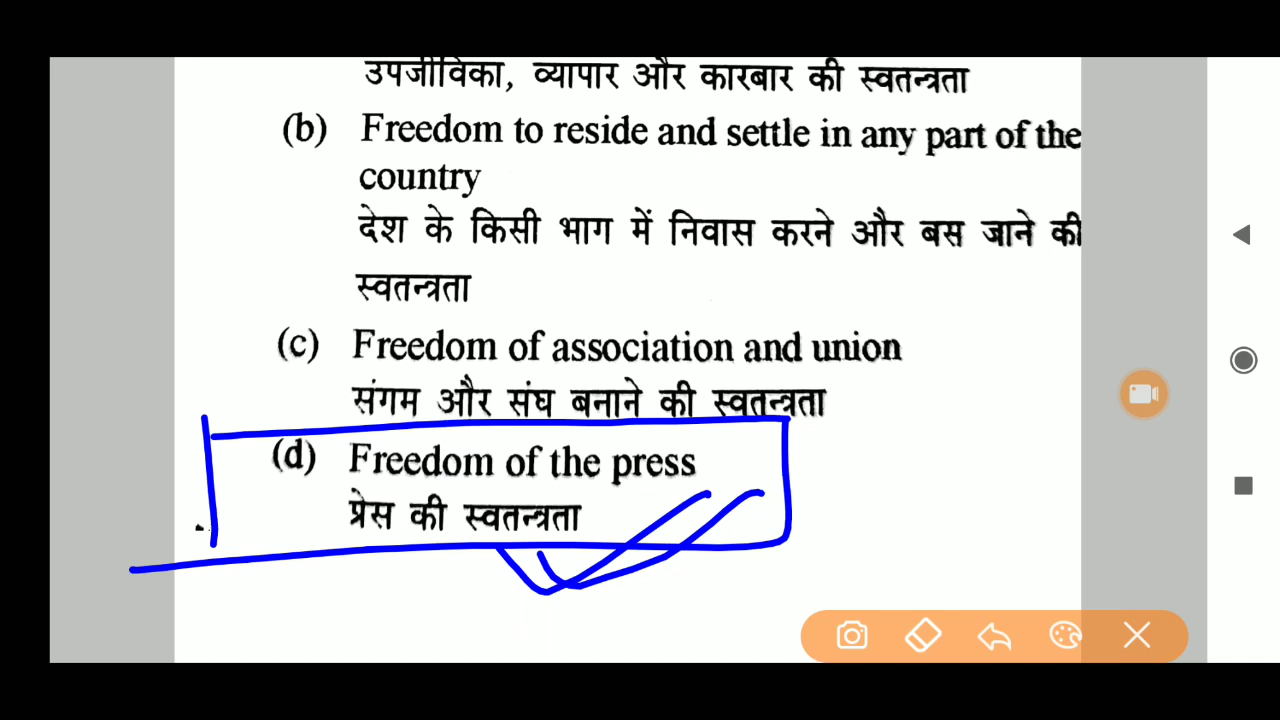 उपजीविका, व्यापार और कारबार की स्वतन्त्रता
(b) Freedom to reside and settle in any part of the
country
देश के किसी भाग में निवास करने और बस जाने की
स्वतन्त्रता
(c) Freedom of association and union
संगम और संघ बनाने की स्वतन्त्रता
(d) Freedom of the press
प्रेस की स्वतन्त्रता